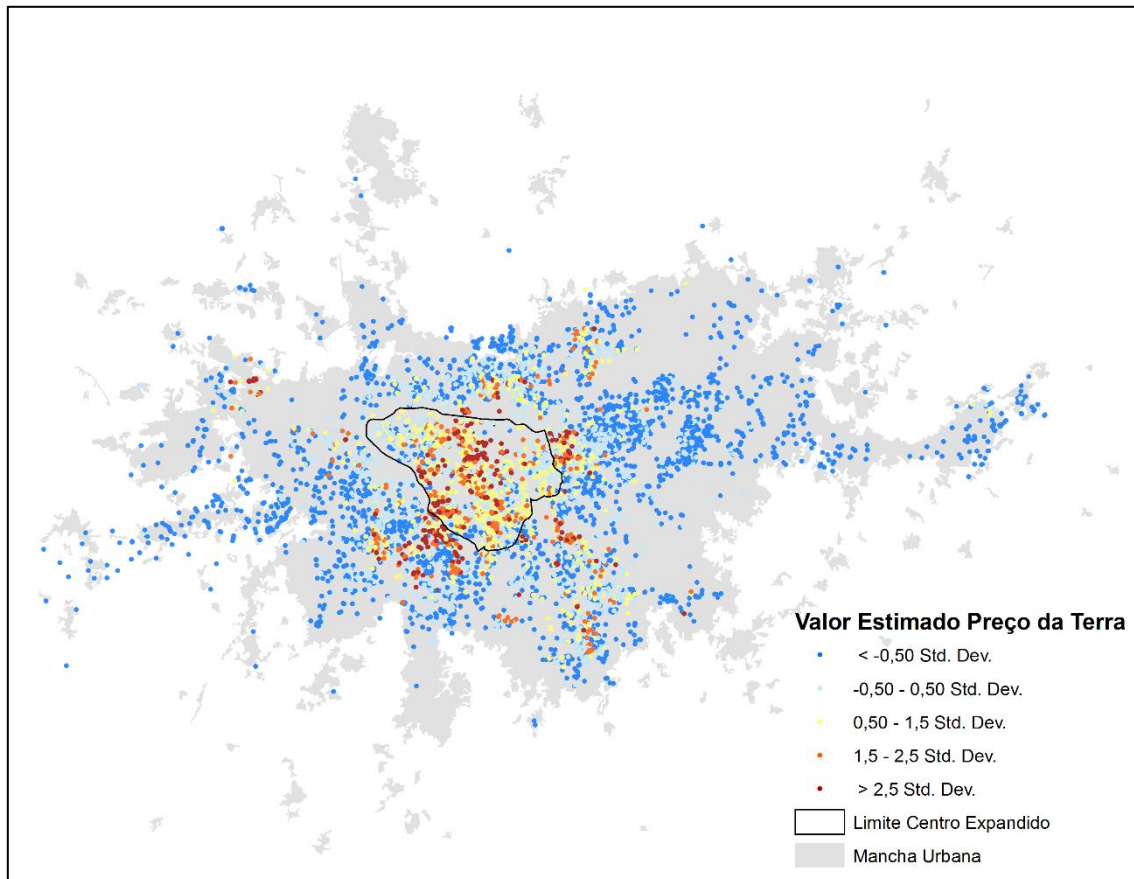 Valor Estimado Preço da Terra
< -0,50 Std. Dev.
-0,50 - 0,50 Std. Dev.
0,50 - 1,5 Std. Dev.
1,5 - 2,5 Std. Dev.
> 2,5 Std. Dev.
Limite Centro Expandido
Mancha Urbana